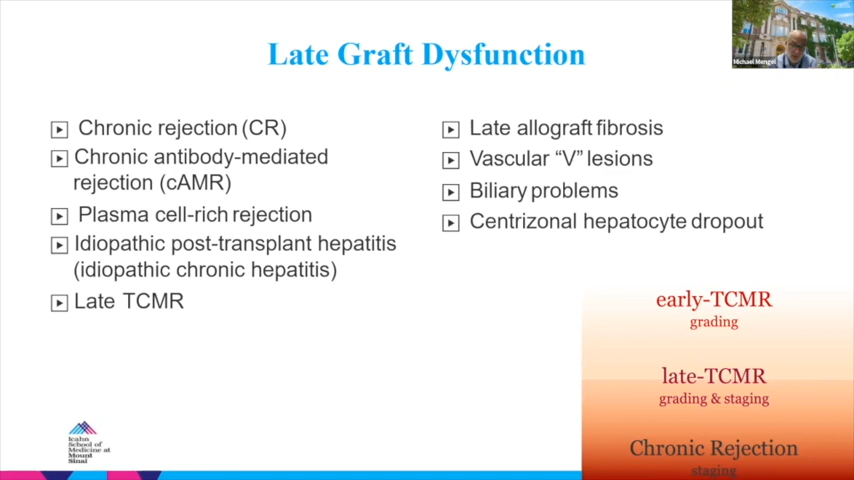 Late Graft Dysfunction
Michael Mengel
Chronic rejection (CR)
Chronic antibody-mediated
rejection (cAMR)
Plasma cell-rich rejection
Idiopathic post-transplant hepatitis
(idiopathic chronic hepatitis)
Late TCMR
Late allograft fibrosis
Vascular “V” lesions
Biliary problems
Centrizonal hepatocyte dropout
early-TCMR
grading
late-TCMR
grading & staging
Chronic Rejection
staging
Icahn
School of
Medicine at
Mount
Sinai